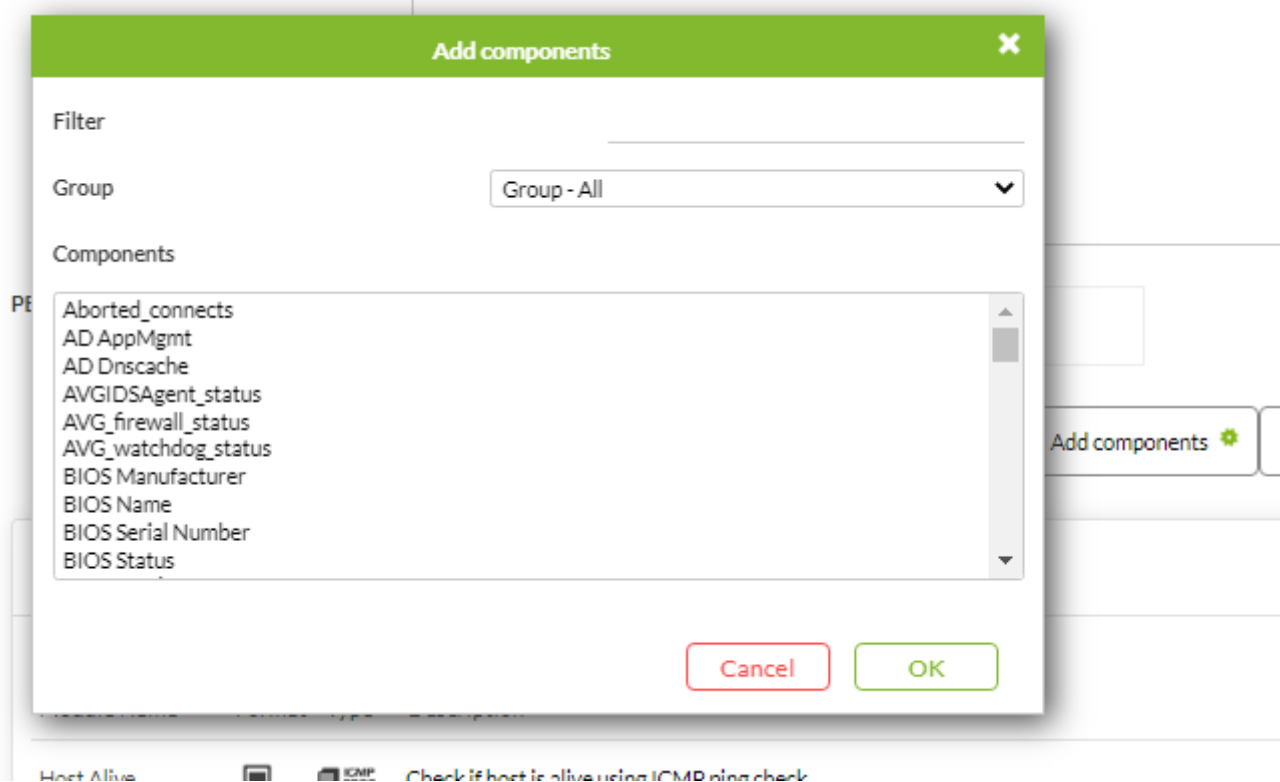 Add components
Filter
Group
Group - All
Components
Aborted_connects
AD AppMgmt
AD Dnscache
AVGIDSAgent_status
AVG_firewall_status
AVG_watchdog_status
BIOS Manufacturer
BIOS Name
BIOS Serial Number
BIOS Status
Add components
Cancel
OK
Host Alive
ICMP
Check if host is alive using ICMP ping check